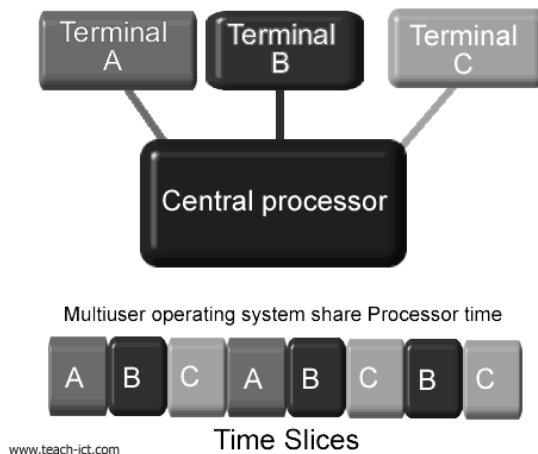 Terminal
A
Terminal
B
Terminal
C
Central processor
Multiuser operating system share Processor time
A B C A B C B C
Time Slices
www.teach-ict.com